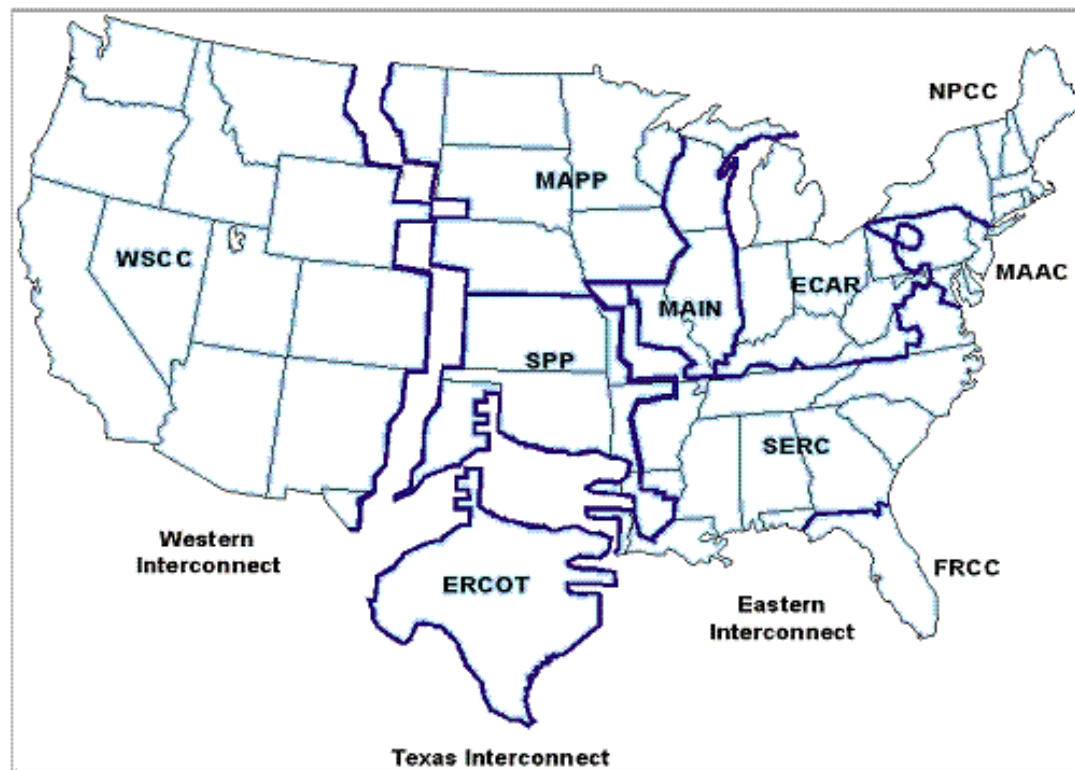 NPCC
MAPP
WSCC
MAAC
ECAR
MAIN
SPP
SERC
Western
Interconnect
FRCC
ERCOT
Eastern
Interconnect
Texas Interconnect